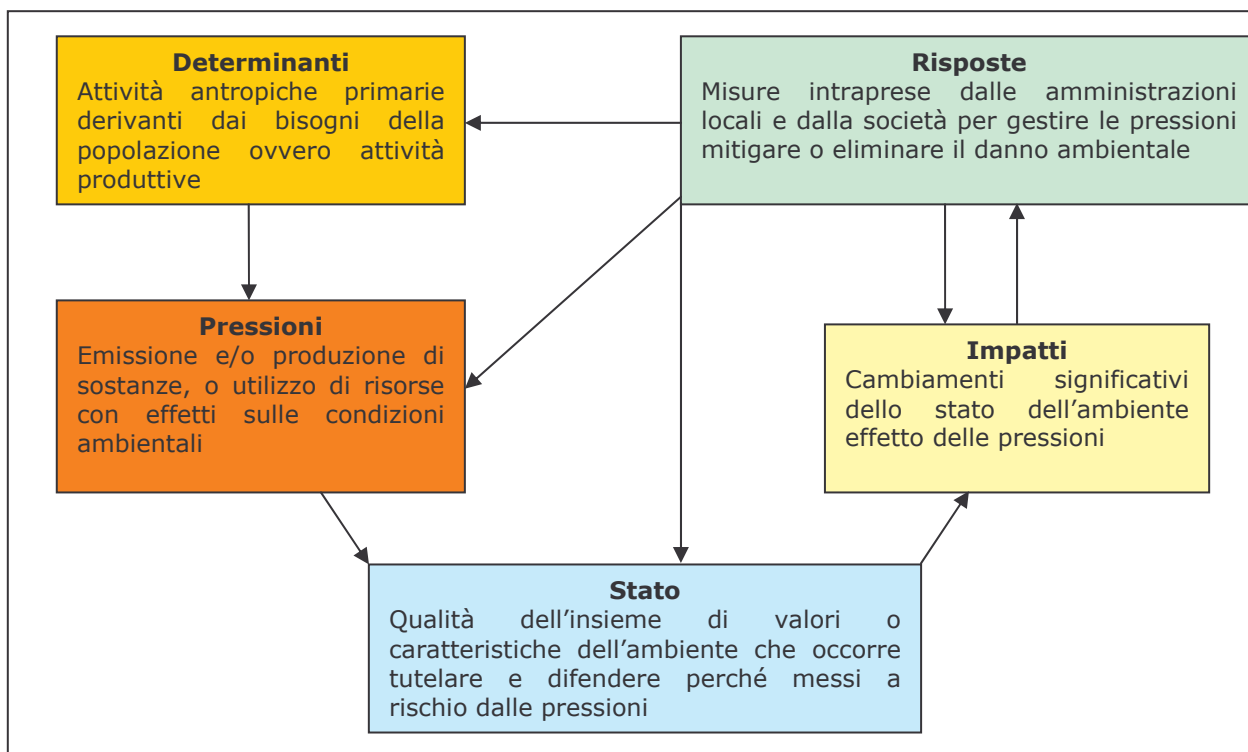 Determinanti
Attività antropiche primarie
derivanti dai bisogni della
popolazione ovvero attività
produttive
Risposte
Misure intraprese dalle amministrazioni
locali e dalla società per gestire le pressioni
mitigare o eliminare il danno ambientale
Pressioni
Emissione e/o produzione di
sostanze, o utilizzo di risorse
con effetti sulle condizioni
ambientali
Impatti
Cambiamenti significativi
dello stato dell’ambiente
effetto delle pressioni
Stato
Qualità dell’insieme di valori o
caratteristiche dell’ambiente che occorre
tutelare e difendere perché messi a
rischio dalle pressioni